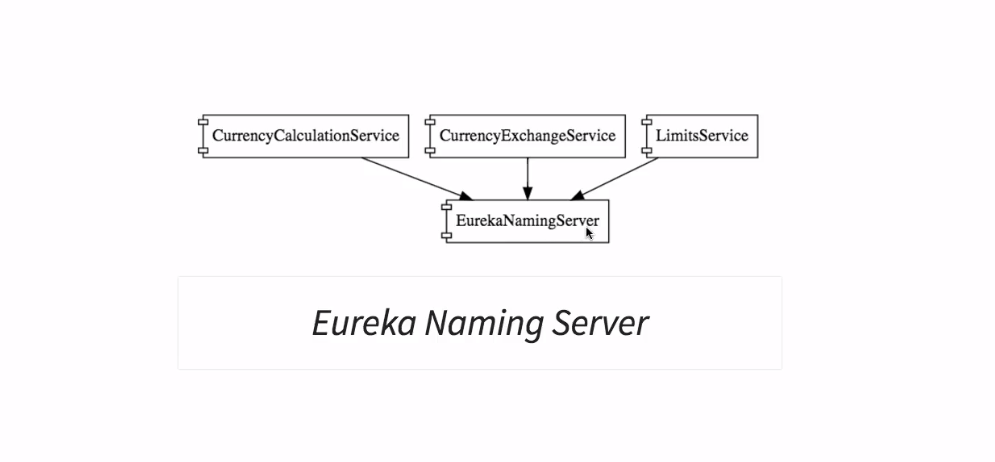 CurrencyCalculationService CurrencyExchangeService LimitsService
EurekaNamingServer
Eureka Naming Server